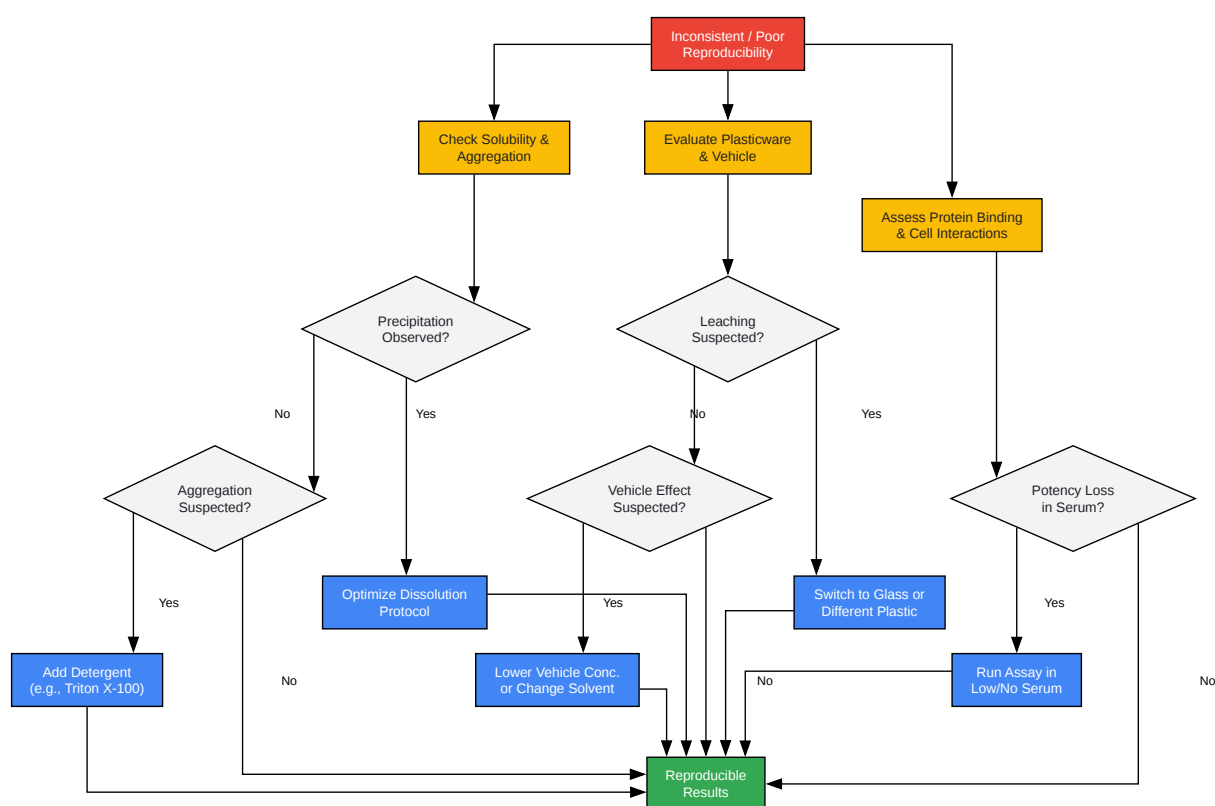 Inconsistent / Poor
Reproducibility
Check Solubility &
Aggregation
Evaluate Plasticware
& Vehicle
Assess Protein Binding
& Cell Interactions
Precipitation
Observed?
Leaching
Suspected?
No
Yes
No
Yes
Aggregation
Suspected?
Vehicle Effect
Suspected?
Potency Loss
in Serum?
Optimize Dissolution
Protocol
Switch to Glass or
Different Plastic
Yes
Yes
Yes
Add Detergent
(e.g., Triton X-100)
No
Lower Vehicle Conc.
or Change Solvent
No
Run Assay in
Low/No Serum
No
Reproducible
Results